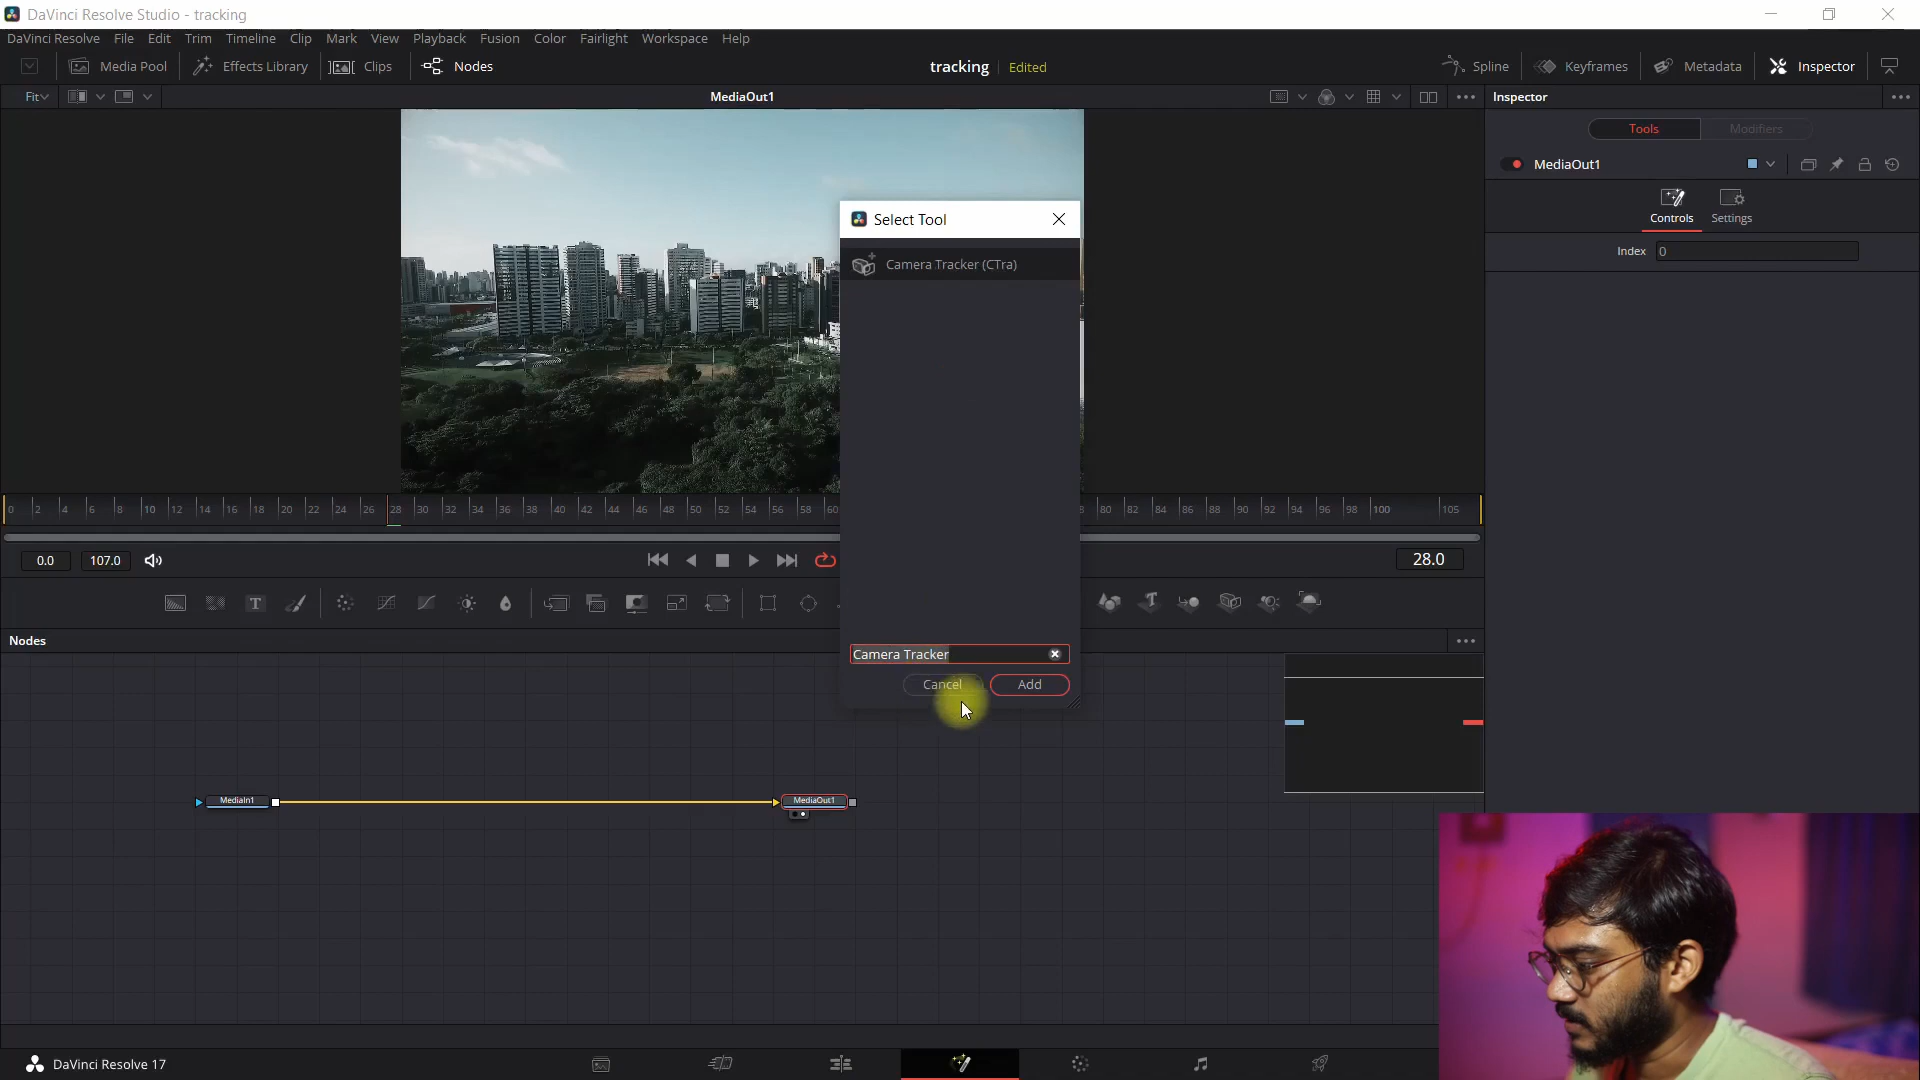 DaVinci Resolve Studio - tracking
DaVinci Resolve File Edit Trim Timeline Clip Mark View Playback Fusion Color Fairlight Workspace Help
Media Pool Effects Library Clips Nodes tracking Edited Spline Keyframes Metadata Inspector
Fit MediaOut1 Inspector
Tools Modifiers
MediaOut1
Controls Settings
Index 0
Select Tool
Camera Tracker (CTra)
0 2 4 6 8 10 12 14 16 18 20 22 24 26 28 30 32 34 36 38 40 42 44 46 48 50 52 54 56 58 60 80 82 84 86 88 90 92 94 96 98 100 105
0.0 107.0 28.0
Nodes
Camera Tracker
Cancel Add
MediaIn1 MediaOut1
DaVinci Resolve 17